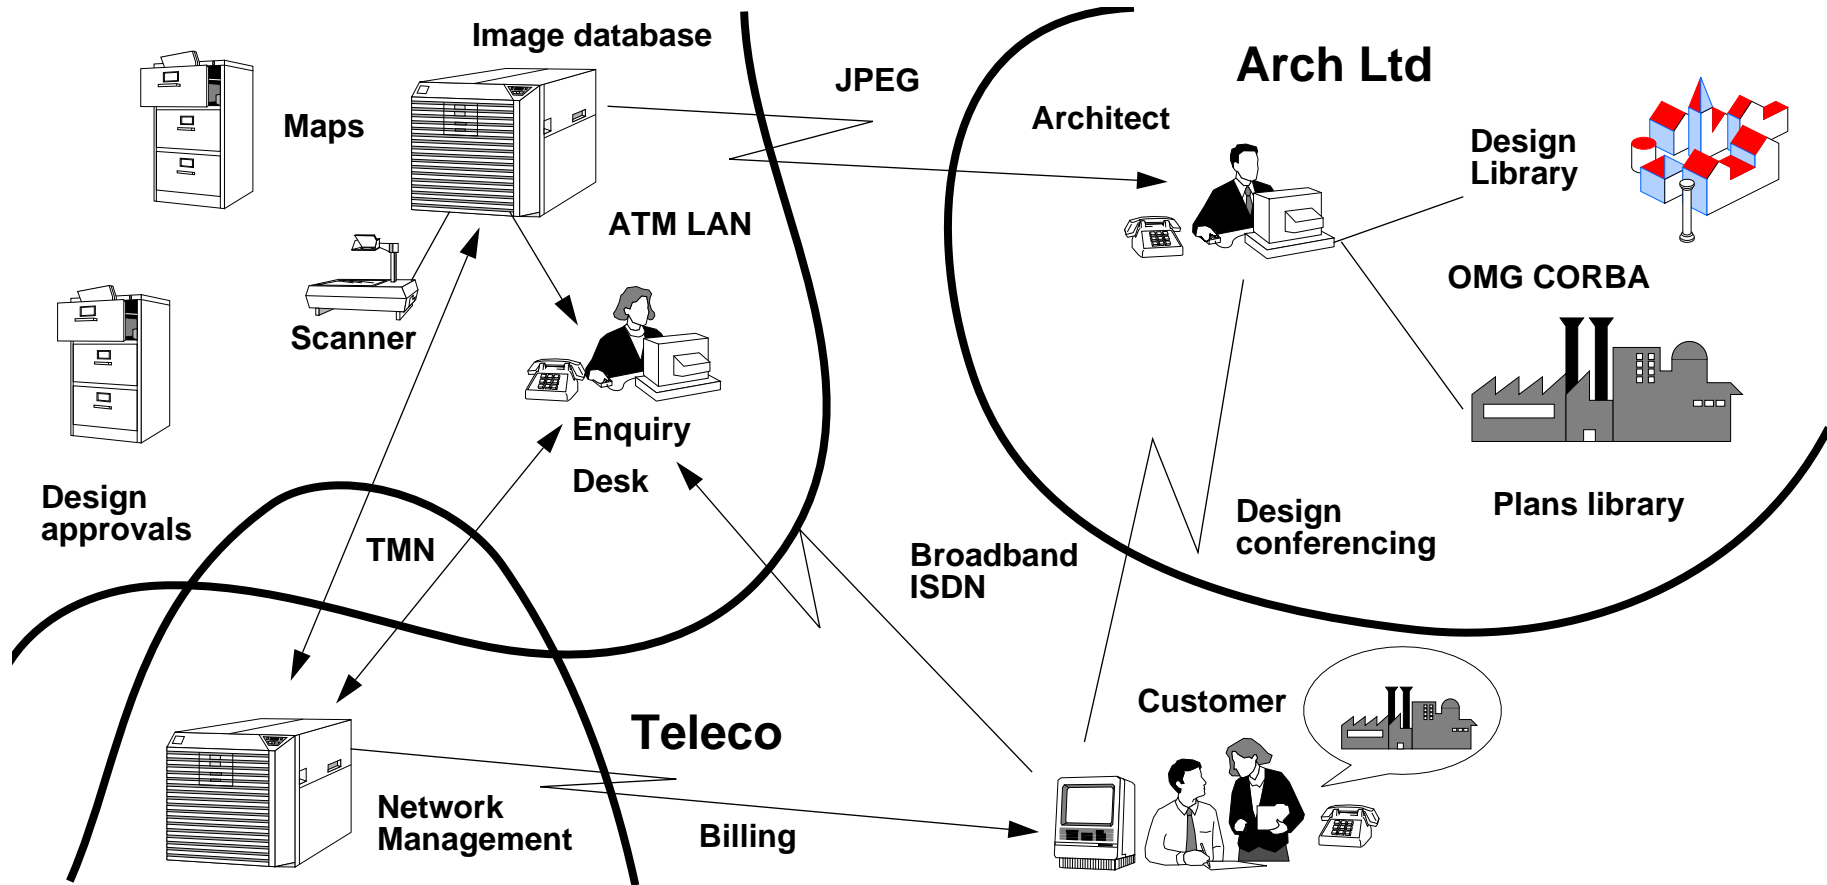 Image database
Arch Ltd
JPEG
Maps
Architect
Design
Library
ATM LAN
OMG CORBA
Scanner
Enquiry
Desk
Design
approvals
Plans library
TMN
Design
conferencing
Broadband
ISDN
Customer
Teleco
Network
Management
Billing